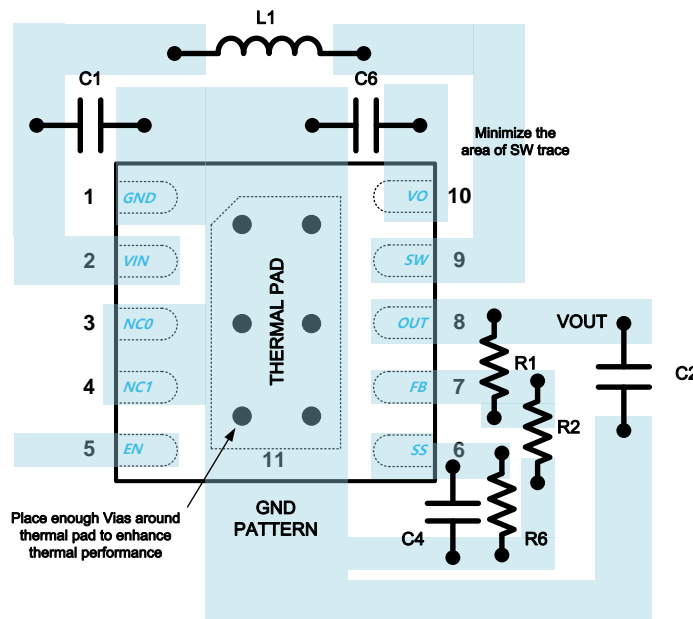 L1
C1
C6
Minimize the
area of SW trace
1
GND
VO
10
2
VIN
SW
9
THERMAL PAD
3
NC0
OUT
8
VOUT
R1
C2
4
NC1
FB
7
R2
5
EN
11
SS
6
GND
PATTERN
Place enough Vias around
thermal pad to enhance
thermal performance
C4
R6